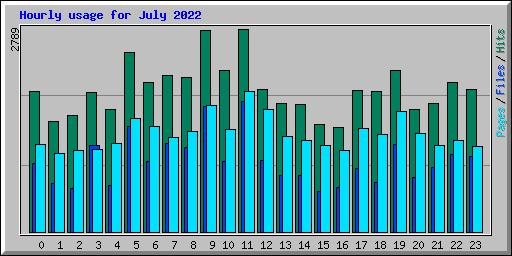 Hourly usage for July 2022
2789
Pages/Files/Hits
0 1 2 3 4 5 6 7 8 9 10 11 12 13 14 15 16 17 18 19 20 21 22 23